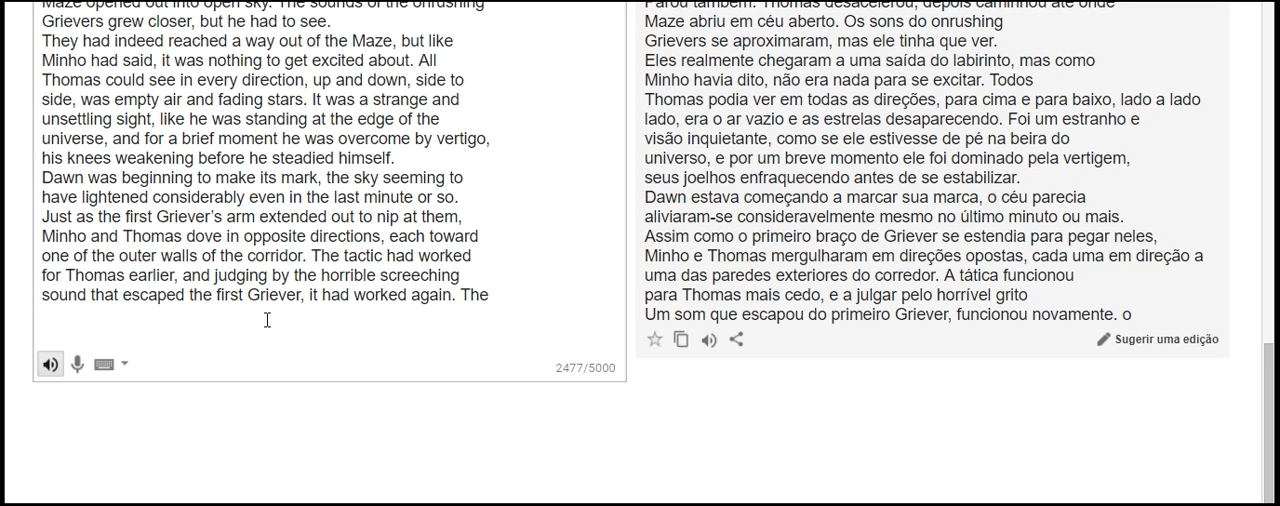 Maze opened out into open sky. The sounds of the onrushing
Grievers grew closer, but he had to see.
They had indeed reached a way out of the Maze, but like
Minho had said, it was nothing to get excited about. All
Thomas could see in every direction, up and down, side to
side, was empty air and fading stars. It was a strange and
unsettling sight, like he was standing at the edge of the
universe, and for a brief moment he was overcome by vertigo,
his knees weakening before he steadied himself.
Dawn was beginning to make its mark, the sky seeming to
have lightened considerably even in the last minute or so.
Just as the first Griever’s arm extended out to nip at them,
Minho and Thomas dove in opposite directions, each toward
one of the outer walls of the corridor. The tactic had worked
for Thomas earlier, and judging by the horrible screeching
sound that escaped the first Griever, it had worked again. The
2477/5000
Parou também. Thomas desacelerou, depois caminhou até onde
Maze abriu em céu aberto. Os sons do onrushing
Grievers se aproximaram, mas ele tinha que ver.
Eles realmente chegaram a uma saída do labirinto, mas como
Minho havia dito, não era nada para se excitar. Todos
Thomas podia ver em todas as direções, para cima e para baixo, lado a lado
lado, era o ar vazio e as estrelas desaparecendo. Foi um estranho e
visão inquietante, como se ele estivesse de pé na beira do
universo, e por um breve momento ele foi dominado pela vertigem,
seus joelhos enfraquecendo antes de se estabilizar.
Dawn estava começando a marcar sua marca, o céu parecia
aliviaram-se consideravelmente mesmo no último minuto ou mais.
Assim como o primeiro braço de Griever se estendia para pegar neles,
Minho e Thomas mergulharam em direções opostas, cada uma em direção a
uma das paredes exteriores do corredor. A tática funcionou
para Thomas mais cedo, e a julgar pelo horrível grito
Um som que escapou do primeiro Griever, funcionou novamente. o
Sugerir uma edição